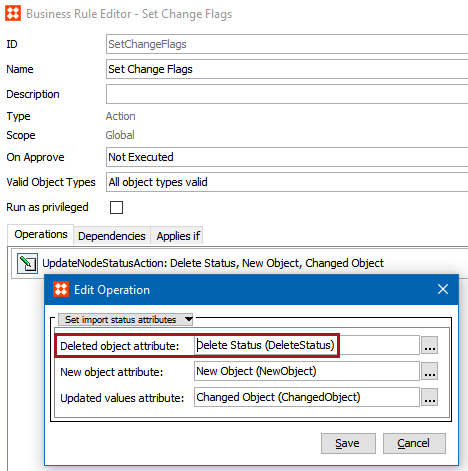 Business Rule Editor - Set Change Flags
ID SetChangeFlags
Name Set Change Flags
Description
Type Action
Scope Global
On Approve Not Executed
Valid Object Types All object types valid
Run as privileged
Operations Dependencies Applies if
UpdateNodeStatusAction: Delete Status, New Object, Changed Object
Edit Operation
Set import status attributes
Deleted object attribute: Delete Status (DeleteStatus) ...
New object attribute: New Object (NewObject) ...
Updated values attribute: Changed Object (ChangedObject) ...
Save Cancel